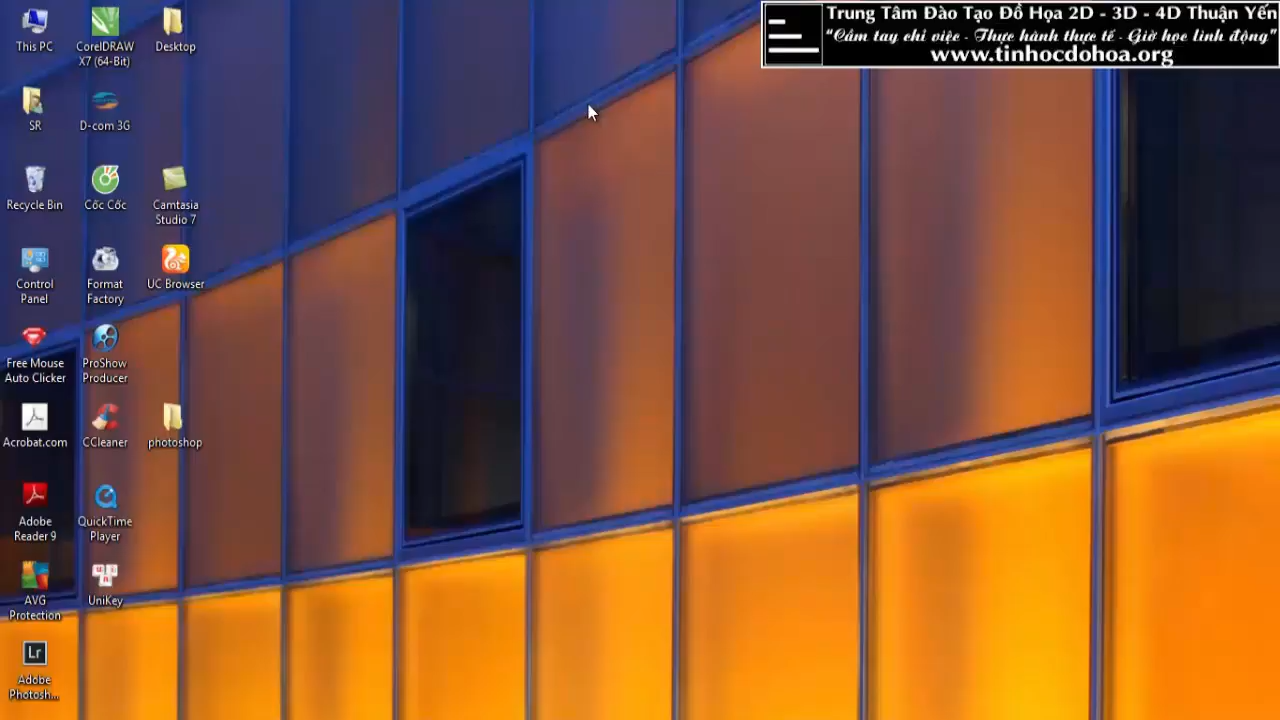 Trung Tâm Đào Tạo Đồ Họa 2D - 3D - 4D Thuận Yến
"Cầm tay chỉ việc - Thực hành thực tế - Giờ học linh động"
www.tinhocdohoa.org
This PC
CorelDRAW X7 (64-Bit)
Desktop
SR
D-com 3G
Recycle Bin
Cốc Cốc
Camtasia Studio 7
Control Panel
Format Factory
UC Browser
Free Mouse Auto Clicker
ProShow Producer
Acrobat.com
CCleaner
photoshop
Adobe Reader 9
QuickTime Player
AVG Protection
UniKey
Lr
Adobe Photosh...